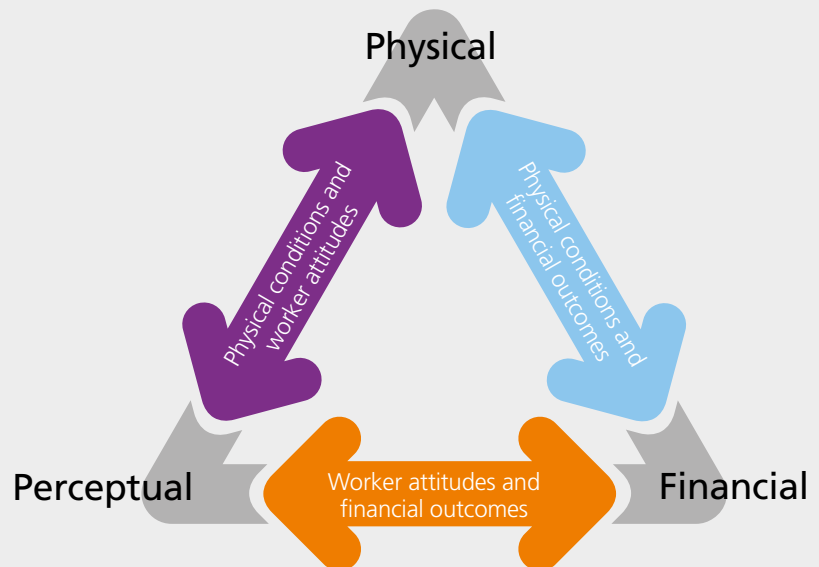 Physical
Physical conditions and
worker attitudes
Physical conditions and
financial outcomes
Perceptual
Worker attitudes and
financial outcomes
Financial